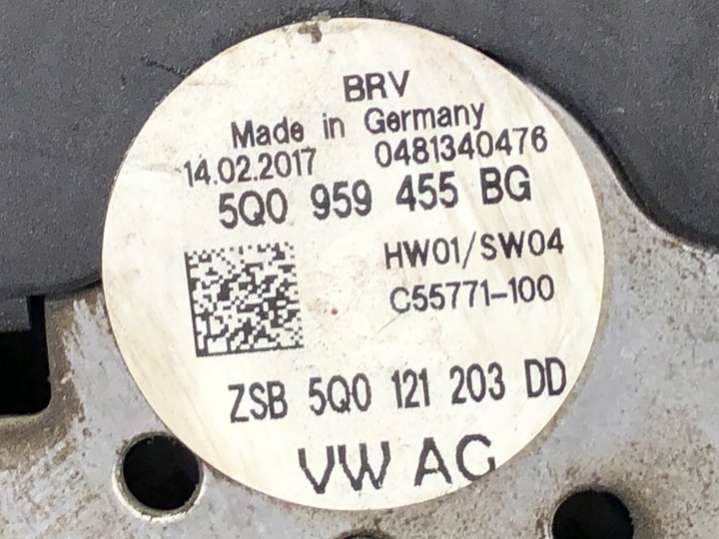 BRV
Made in Germany
14.02.2017 0481340476
5Q0 959 455 BG
HW01/SW04
C55771-100
ZSB 5Q0 121 203 DD
VW AG